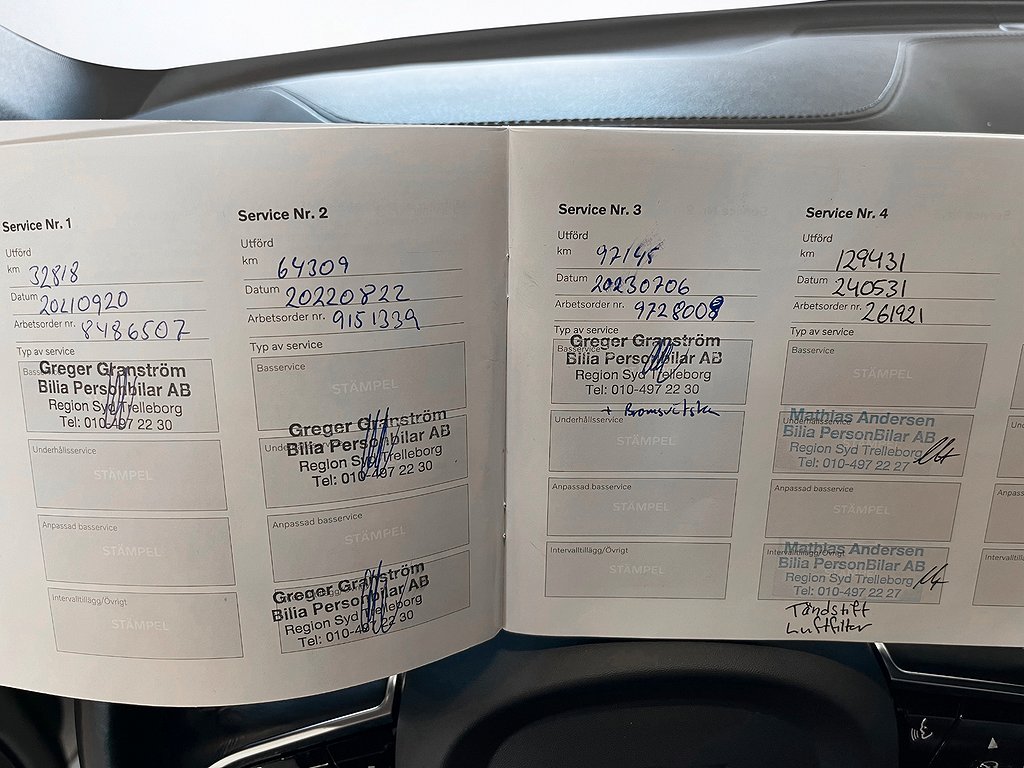 Service Nr. 1
Utförd
km 32818
Datum 20210920
Arbetsorder nr. 8486507
Typ av service
Basservice
Greger Granström
Bilia Personbilar AB
Region Syd Trelleborg
Tel: 010-497 22 30
Underhållsservice
STÄMPEL
Anpassad basservice
STÄMPEL
Intervalltillägg/Övrigt
STÄMPEL
Service Nr. 2
Utförd
km 64309
Datum 20220822
Arbetsorder nr. 9151339
Typ av service
Basservice
STÄMPEL
Greger Granström
Bilia Personbilar AB
Region Syd Trelleborg
Tel: 010-497 22 30
Anpassad basservice
STÄMPEL
Greger Granström
Bilia Personbilar AB
Region Syd Trelleborg
Tel: 010-497 22 30
Service Nr. 3
Utförd
km 97145
Datum 20230706
Arbetsorder nr. 9728008
Typ av service
Basservice
Greger Granström
Bilia Personbilar AB
Region Syd Trelleborg
Tel: 010-497 22 30
+ Bromsvätska
Underhållsservice
STÄMPEL
Anpassad basservice
STÄMPEL
Intervalltillägg/Övrigt
STÄMPEL
Service Nr. 4
Utförd
km 129431
Datum 240531
Arbetsorder nr. 261921
Typ av service
Basservice
STÄMPEL
Underhållsservice
Mathias Andersen
Bilia PersonBilar AB
Region Syd Trelleborg
Tel: 010-497 22 27
Anpassad basservice
STÄMPEL
Intervalltillägg/Övrigt
Mathias Andersen
Bilia PersonBilar AB
Region Syd Trelleborg
Tel: 010-497 22 27
Tändstift
Luftfilter